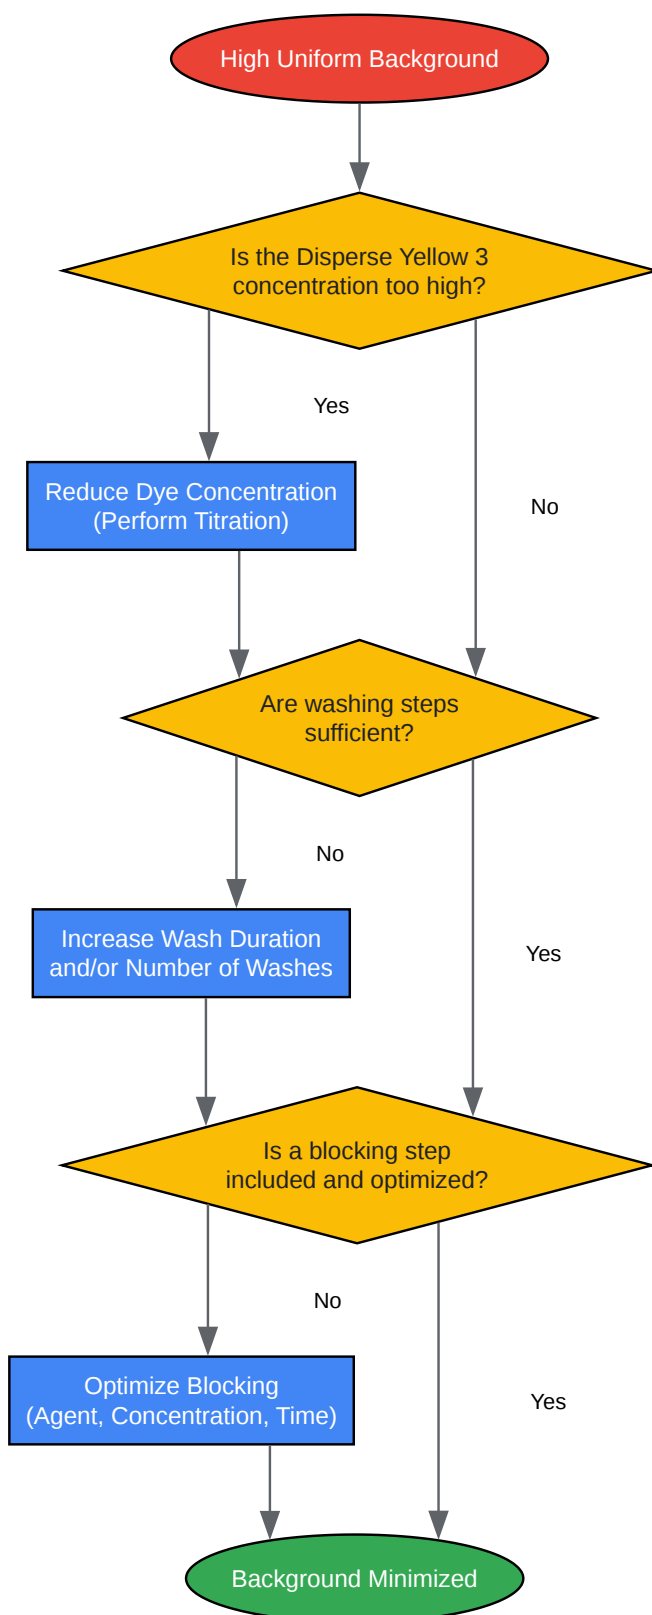 High Uniform Background
Is the Disperse Yellow 3
concentration too high?
Yes
Reduce Dye Concentration
(Perform Titration)
No
Are washing steps
sufficient?
No
Increase Wash Duration
and/or Number of Washes
Yes
Is a blocking step
included and optimized?
No
Optimize Blocking
(Agent, Concentration, Time)
Yes
Background Minimized